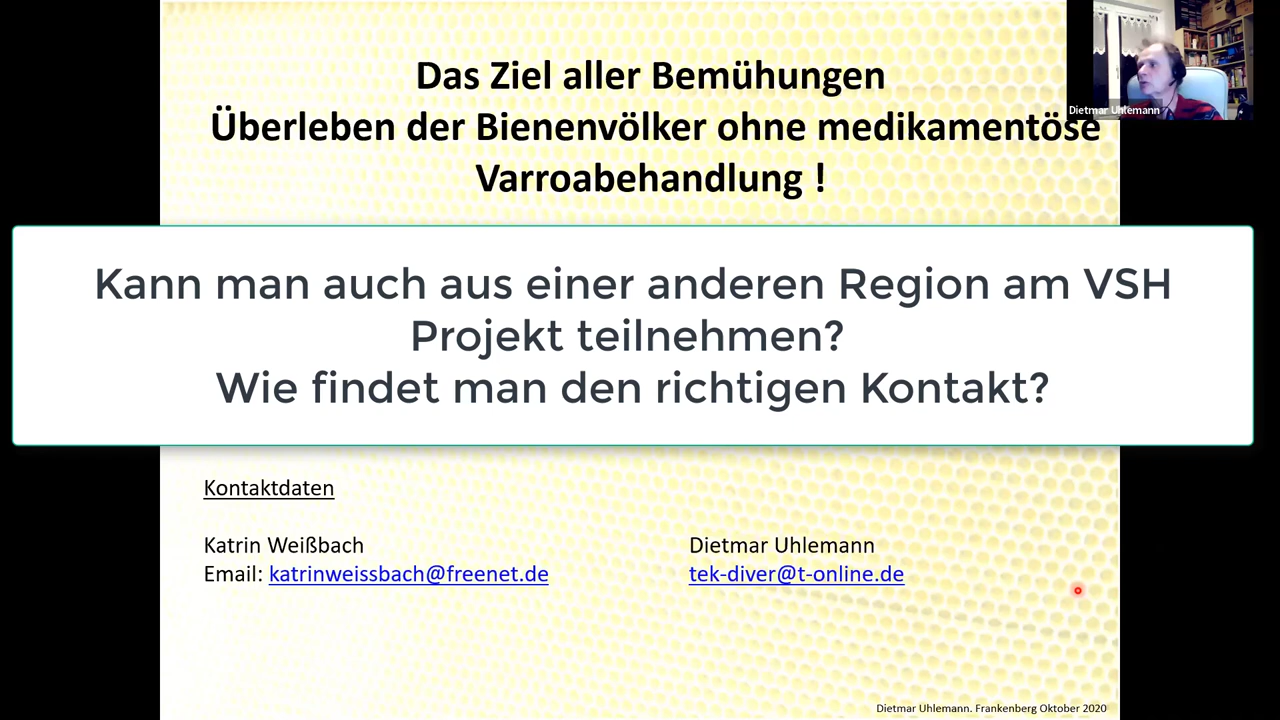 Das Ziel aller Bemühungen
Überleben der Bienenvölker ohne medikamentöse
Varroabehandlung !
Dietmar Uhlemann
Kann man auch aus einer anderen Region am VSH
Projekt teilnehmen?
Wie findet man den richtigen Kontakt?
Kontaktdaten
Katrin Weißbach
Email: katrinweissbach@freenet.de
Dietmar Uhlemann
tek-diver@t-online.de
Dietmar Uhlemann. Frankenberg Oktober 2020